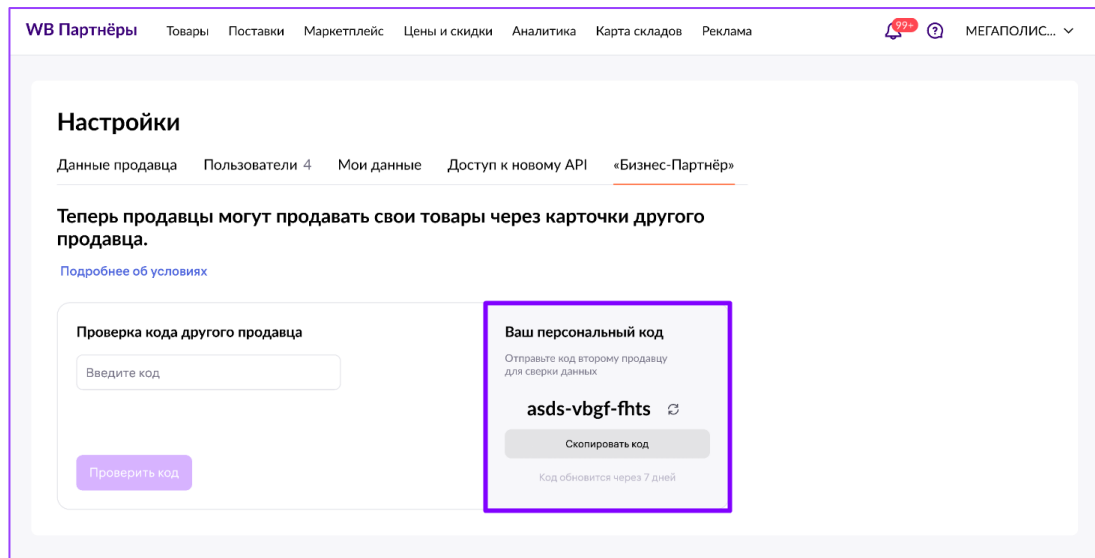 WB Партнёры Товары Поставки Маркетплейс Цены и скидки Аналитика Карта складов Реклама 99+ МЕГАПОЛИС...
Настройки
Данные продавца Пользователи 4 Мои данные Доступ к новому API «Бизнес-Партнёр»
Теперь продавцы могут продавать свои товары через карточки другого
продавца.
Подробнее об условиях
Проверка кода другого продавца
Введите код
Проверить код
Ваш персональный код
Отправьте код второму продавцу
для сверки данных
asds-vbgf-fhts
Скопировать код
Код обновится через 7 дней